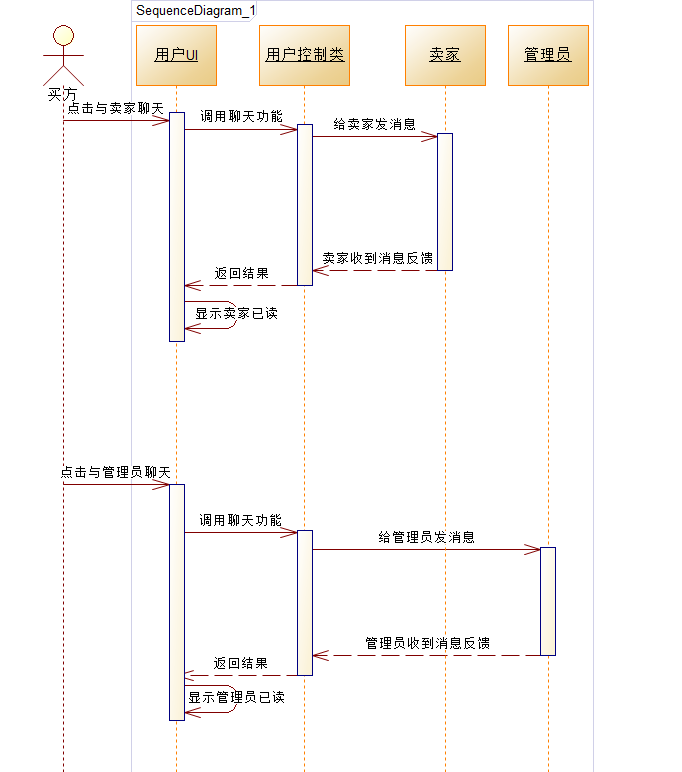 SequenceDiagram_1
用户UI
用户控制类
卖家
管理员
买方
点击与卖家聊天
调用聊天功能
给卖家发消息
卖家收到消息反馈
返回结果
显示卖家已读
点击与管理员聊天
调用聊天功能
给管理员发消息
管理员收到消息反馈
返回结果
显示管理员已读